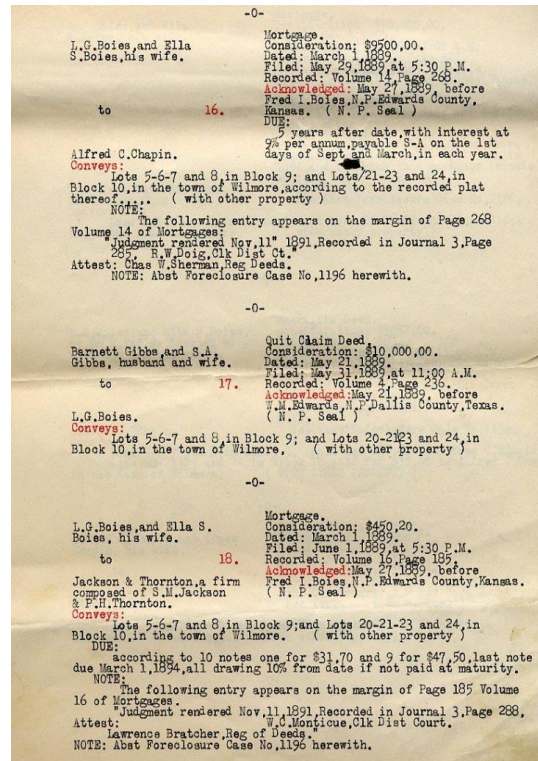 -0-
Mortgage.
L.G.Boies,and Ella
S.Boies,his wife.
Consideration: $9500,00.
Dated: March 1,1889.
Filed: May 29,1889,at 5:30 P.M.
Recorded: Volume 14,Page 268.
Acknowledged: May 27,1889, before
to 16. Fred I.Boies,N.P.Edwards County,
Kansas. ( N. P. Seal )
DUE:
5 years after date,with interest at
9% per annum,payable S-A on the 1st
Alfred C.Chapin. days of Sept and March,in each year.
Conveys:
Lots 5-6-7 and 8,in Block 9; and Lots/21-23 and 24,in
Block 10,in the town of Wilmore,according to the recorded plat
thereof..... ( with other property )
NOTE:
The following entry appears on the margin of Page 268
Volume 14 of Mortgages:
"Judgment rendered Nov,11" 1891,Recorded in Journal 3,Page
285, R.W.Doig,Clk Dist Ct."
Attest: Chas W.Sherman,Reg Deeds.
NOTE: Abst Foreclosure Case No,1196 herewith.
-0-
Quit Claim Deed,
Barnett Gibbs,and S.A.
Gibbs, husband and wife.
Consideration: $10,000,00.
Dated: May 21,1889.
Filed: May 31,1889,at 11:00 A.M.
to 17. Recorded: Volume 4,Page 236.
Acknowledged:May 21,1889, before
W.M.Edwards,N.P.Dallis County,Texas.
L.G.Boies. ( N. P. Seal )
Conveys:
Lots 5-6-7 and 8,in Block 9; and Lots 20-2123 and 24,in
Block 10,in the town of Wilmore, ( with other property )
-0-
Mortgage.
L.G.Boies,and Ella S.
Boies, his wife.
Consideration: $450,20.
Dated: March 1,1889.
Filed: June 1,1889,at 5:30 P.M.
to 18. Recorded: Volume 16,Page 185.
Acknowledged:May 27,1889, before
Jackson & Thornton,a firm Fred I.Boies,N.P.Edwards County,Kansas.
composed of S.M.Jackson ( N. P. Seal )
& P.H.Thornton.
Conveys:
Lots 5-6-7 and 8,in Block 9;and Lots 20-21-23 and 24,in
Block 10,in the town of Wilmore. ( with other property )
DUE:
according to 10 notes one for $31,70 and 9 for $47,50,last note
due March 1,1894,all drawing 10% from date if not paid at maturity.
NOTE:
The following entry appears on the margin of Page 185 Volume
16 of Mortgages.
"Judgment rendered Nov,11,1891,Recorded in Journal 3,Page 288,
Attest: W.C.Monticue,Clk Dist Court.
Lawrence Bratcher,Reg of Deeds."
NOTE: Abst Foreclosure Case No,1196 herewith.